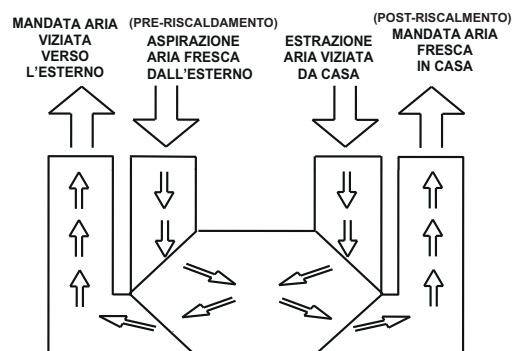 MANDATA ARIA
VIZIATA
VERSO
L'ESTERNO
(PRE-RISCALDAMENTO)
ASPIRAZIONE
ARIA FRESCA
DALL'ESTERNO
ESTRAZIONE
ARIA VIZIATA
DA CASA
(POST-RISCALMENTO)
MANDATA ARIA
FRESCA
IN CASA